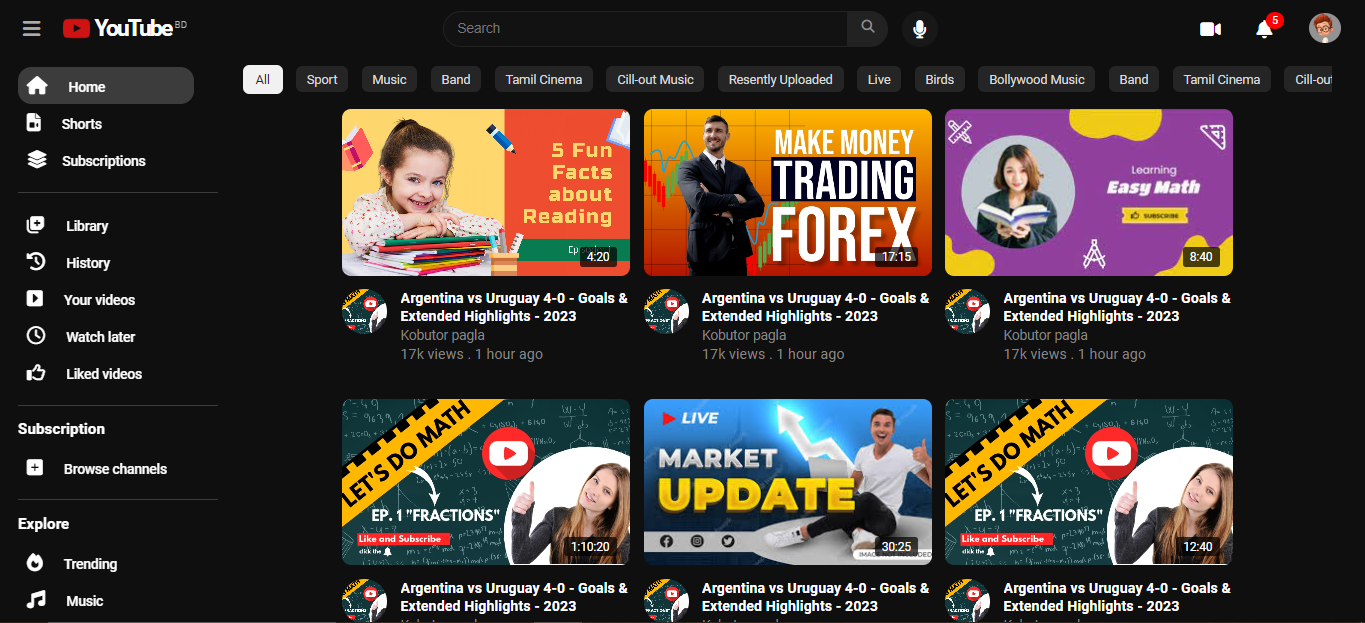 YouTube BD
Search
5
Home
Shorts
Subscriptions
Library
History
Your videos
Watch later
Liked videos
Subscription
Browse channels
Explore
Trending
Music
All Sport Music Band Tamil Cinema Cill-out Music Resently Uploaded Live Birds Bollywood Music Band Tamil Cinema Cill-out
5 Fun
Facts
about
Reading
4:20
MAKE MONEY
TRADING
FOREX
17:15
Learning
Easy Math
SUBSCRIBE
8:40
Argentina vs Uruguay 4-0 - Goals &
Extended Highlights - 2023
Kobutor pagla
17k views . 1 hour ago
Argentina vs Uruguay 4-0 - Goals &
Extended Highlights - 2023
Kobutor pagla
17k views . 1 hour ago
Argentina vs Uruguay 4-0 - Goals &
Extended Highlights - 2023
Kobutor pagla
17k views . 1 hour ago
LET'S DO MATH
EP. 1 "FRACTIONS"
Like and Subscribe
click the
1:10:20
LIVE
MARKET
UPDATE
30:25
LET'S DO MATH
EP. 1 "FRACTIONS"
Like and Subscribe
click the
12:40
Argentina vs Uruguay 4-0 - Goals &
Extended Highlights - 2023
Argentina vs Uruguay 4-0 - Goals &
Extended Highlights - 2023
Argentina vs Uruguay 4-0 - Goals &
Extended Highlights - 2023